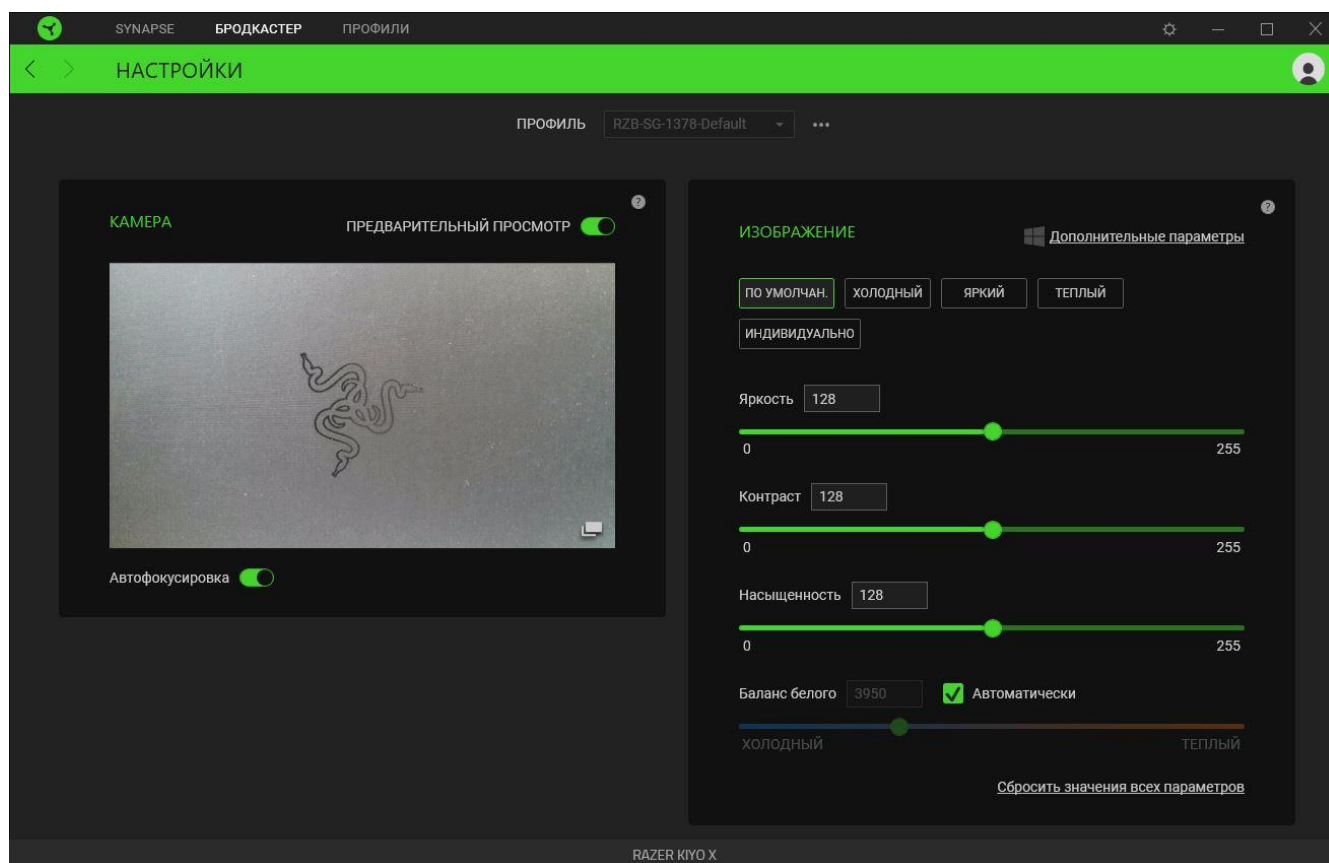 SYNAPSE БРОДКАСТЕР ПРОФИЛИ
НАСТРОЙКИ
ПРОФИЛЬ RZB-SG-1378-Default
КАМЕРА ПРЕДВАРИТЕЛЬНЫЙ ПРОСМОТР
Автофокусировка
ИЗОБРАЖЕНИЕ Дополнительные параметры
ПО УМОЛЧАН. ХОЛОДНЫЙ ЯРКИЙ ТЕПЛЫЙ
ИНДИВИДУАЛЬНО
Яркость 128
0 255
Контраст 128
0 255
Насыщенность 128
0 255
Баланс белого 3950 Автоматически
ХОЛОДНЫЙ ТЕПЛЫЙ
Сбросить значения всех параметров
RAZER KIYO X